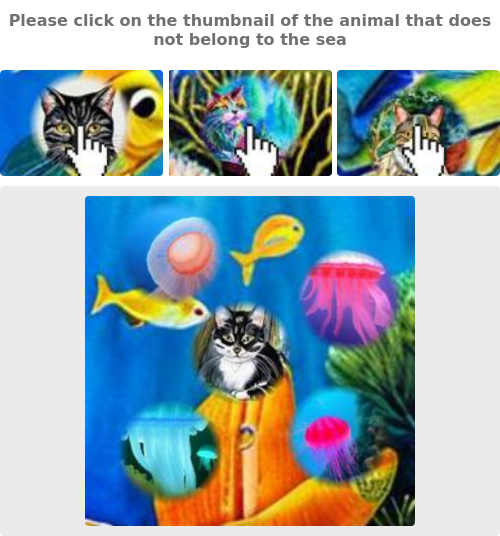 Please click on the thumbnail of the animal that does
not belong to the sea